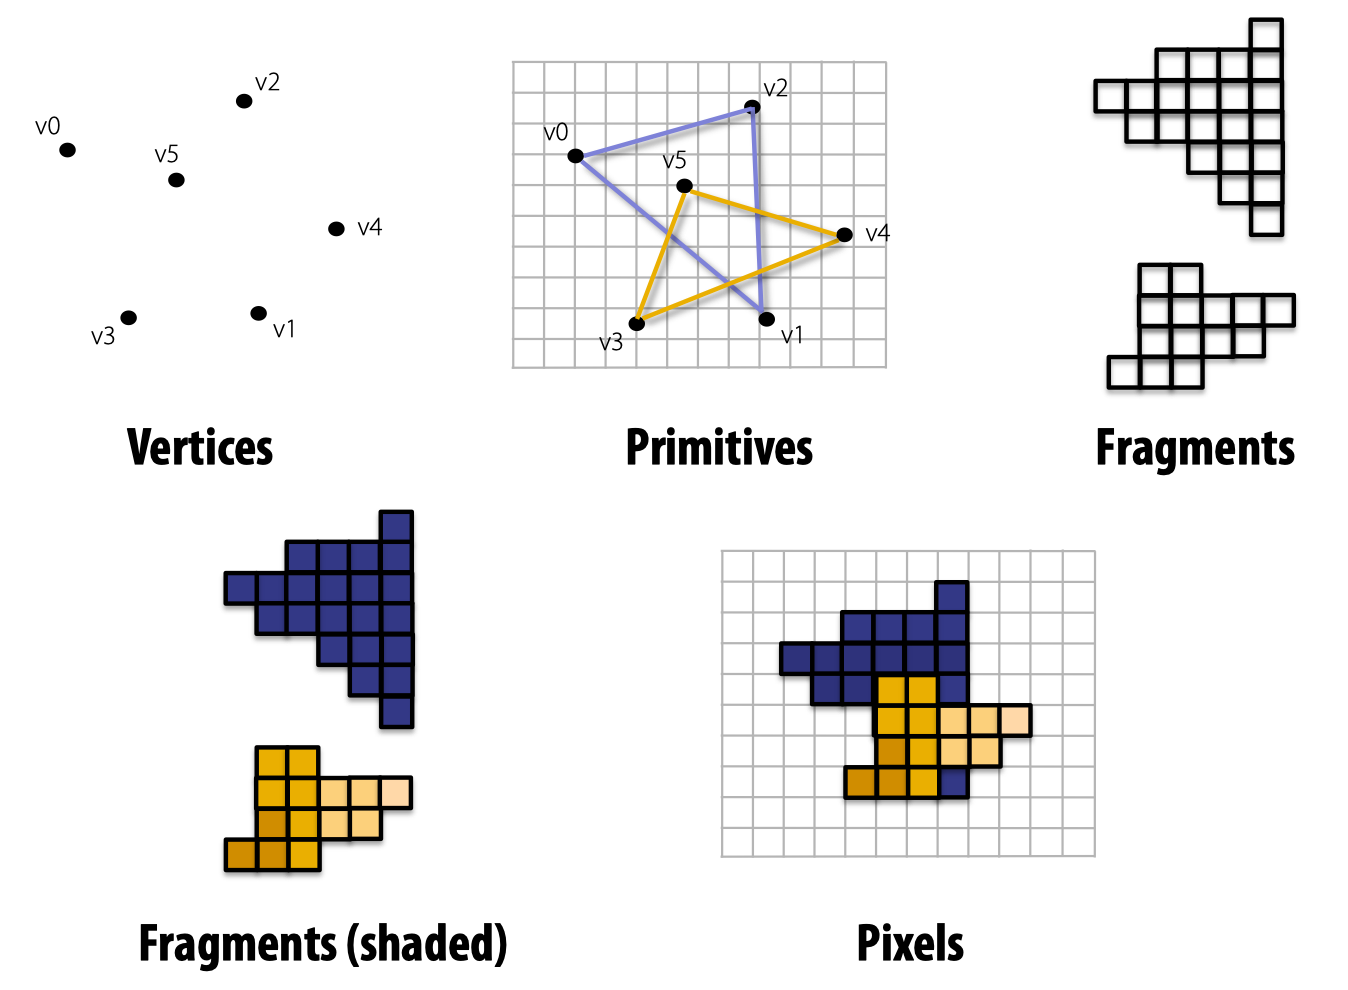 v2
v0
v5
v4
v3
v1
Vertices
v2
v0
v5
v4
v3
v1
Primitives
Fragments
Fragments (shaded)
Pixels